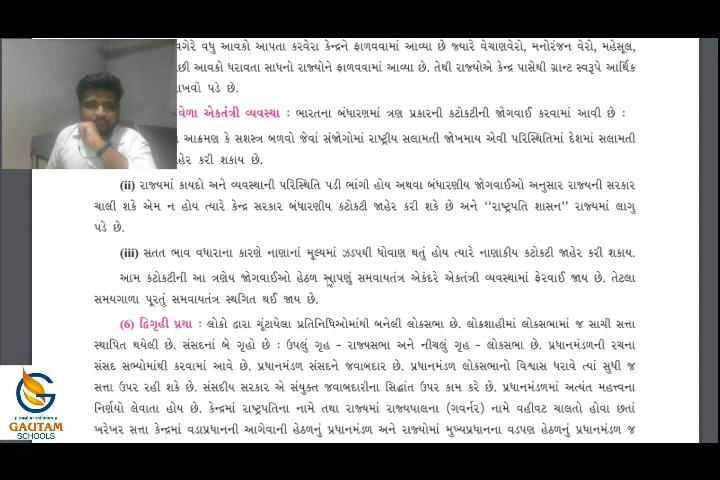 વગેરે વધુ આવકો આપતા કરવેરા કેન્દ્રને ફાળવવામાં આવ્યા છે જ્યારે વેચાણવેરો, મનોરંજન વેરો, મહેસૂલ,
છી આવકો ધરાવતા સાધનો રાજ્યોને ફાળવવામાં આવ્યા છે. તેથી રાજ્યોએ કેન્દ્ર પાસેથી ગ્રાન્ટ સ્વરૂપે આર્થિક
ાખવો પડે છે.
વેળા એકતંત્રી વ્યવસ્થા : ભારતના બંધારણમાં ત્રણ પ્રકારની કટોકટીની જોગવાઈ કરવામાં આવી છે :
આક્રમણ કે સશસ્ત્ર બળવો જેવાં સંજોગોમાં રાષ્ટ્રીય સલામતી જોખમાય એવી પરિસ્થિતિમાં દેશમાં સલામતી
હેર કરી શકાય છે.
(ii) રાજ્યમાં કાયદો અને વ્યવસ્થાની પરિસ્થિતિ પડી ભાંગી હોય અથવા બંધારણીય જોગવાઈઓ અનુસાર રાજ્યની સરકાર
ચાલી શકે એમ ન હોય ત્યારે કેન્દ્ર સરકાર બંધારણીય કટોકટી જાહેર કરી શકે છે અને ‘‘રાષ્ટ્રપતિ શાસન’’ રાજ્યમાં લાગુ
પડે છે.
(iii) સતત ભાવ વધારાના કારણે નાણાંનાં મૂલ્યમાં ઝડપથી ધોવાણ થતું હોય ત્યારે નાણાકીય કટોકટી જાહેર કરી શકાય.
આમ કટોકટીની આ ત્રણેય જોગવાઈઓ હેઠળ આપણું સમવાયતંત્ર એકંદરે એકતંત્રી વ્યવસ્થામાં ફેરવાઈ જાય છે. તેટલા
સમયગાળા પૂરતું સમવાયતંત્ર સ્થગિત થઈ જાય છે.
(6) દ્વિગૃહી પ્રથા : લોકો દ્વારા ચૂંટાયેલા પ્રતિનિધિઓમાંથી બનેલી લોકસભા છે. લોકશાહીમાં લોકસભામાં જ સાચી સત્તા
સ્થાપિત થયેલી છે. સંસદનાં બે ગૃહો છે : ઉપલું ગૃહ - રાજ્યસભા અને નીચલું ગૃહ - લોકસભા છે. પ્રધાનમંડળની રચના
સંસદ સભ્યોમાંથી કરવામાં આવે છે. પ્રધાનમંડળ સંસદને જવાબદાર છે. પ્રધાનમંડળ લોકસભાનો વિશ્વાસ ધરાવે ત્યાં સુધી જ
સત્તા ઉપર રહી શકે છે. સંસદીય સરકાર એ સંયુક્ત જવાબદારીના સિદ્ધાંત ઉપર કામ કરે છે. પ્રધાનમંડળમાં અત્યંત મહત્ત્વના
નિર્ણયો લેવાતા હોય છે. કેન્દ્રમાં રાષ્ટ્રપતિના નામે તથા રાજ્યમાં રાજ્યપાલના (ગવર્નર) નામે વહીવટ ચાલતો હોવા છતાં
ખરેખર સત્તા કેન્દ્રમાં વડાપ્રધાનની આગેવાની હેઠળનું પ્રધાનમંડળ અને રાજ્યોમાં મુખ્યપ્રધાનના વડપણ હેઠળનું પ્રધાનમંડળ જ
GAUTAM
SCHOOLS